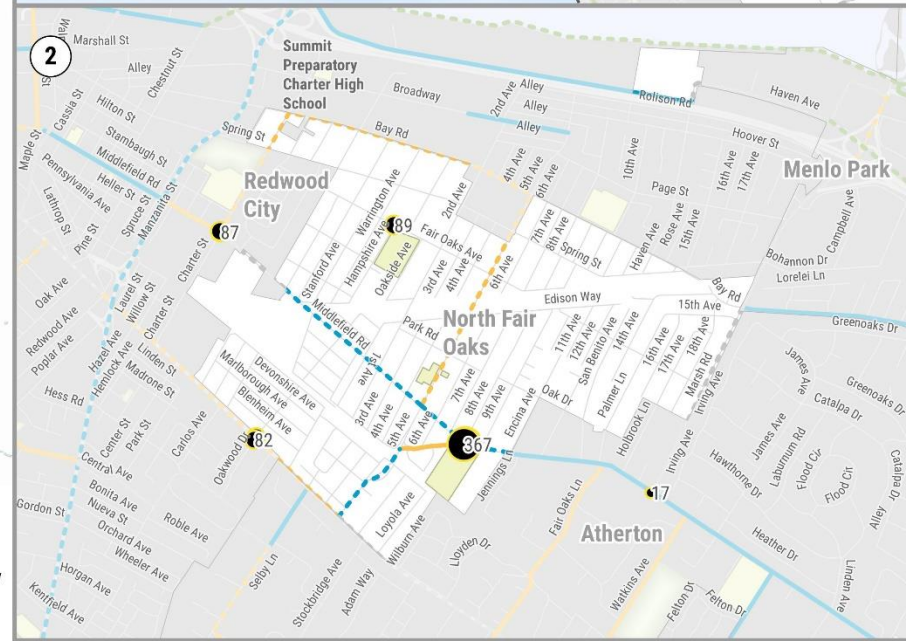 2
Marshall St
Alley
Chestnut St
Cassia St
Maple St
Hilton St
Stambaugh St
Middlefield Rd
Heller St
Pennsylvania Ave
Lathrop St
Pine St
Spruce St
Manzanita St
Spring St
Summit
Preparatory
Charter High
School
Broadway
Bay Rd
2nd Ave
Alley
Alley
Alley
Rolison Rd
Haven Ave
Hoover St
Menlo Park
4th Ave
5th Ave
6th Ave
10th Ave
Page St
16th Ave
17th Ave
Haven Ave
Rose Ave
15th Ave
Campbell Ave
Bohannon Dr
Lorelei Ln
Redwood
City
87
89
Warrington Ave
2nd Ave
Hampshire Ave
Oakside Ave
Stanford Ave
Fair Oaks Ave
3rd Ave
4th Ave
6th Ave
7th Ave
8th Ave
Spring St
Bay Rd
Edison Way
15th Ave
Greenoaks Dr
Charter St
Oak Ave
Redwood Ave
Poplar Ave
Laurel St
Willow St
Charter St
Hazel Ave
Hemlock Ave
Linden St
Madrone St
Hess Rd
Middlefield Rd
Park Rd
1st Ave
North Fair
Oaks
11th Ave
12th Ave
San Benito Ave
14th Ave
16th Ave
17th Ave
18th Ave
Marsh Rd
Irving Ave
Palmer Ln
Holbrook Ln
Oak Dr
Encina Ave
Marlborough Ave
Devonshire Ave
Blenheim Ave
3rd Ave
4th Ave
5th Ave
6th Ave
7th Ave
8th Ave
9th Ave
James Ave
Greenoaks Dr
Catalpa Dr
James Ave
Laburnum Rd
Flood Cir
Flood Cir
Catalpa Dr
Alley
Hawthorne Dr
Irving Ave
Center St
Park St
Carlos Ave
Oakwood Dr
82
367
17
Jennings Ln
Central Ave
Bonita Ave
Nueva St
Orchard Ave
Wheeler Ave
Roble Ave
Gordon St
Horgan Ave
Kentfield Ave
Selby Ln
Stockbridge Ave
Adam Way
Loyola Ave
Wilburn Ave
Lloyden Dr
Fair Oaks Ln
Atherton
Watkins Ave
Heather Dr
Felton Dr
Felton Dr
Linden Ave